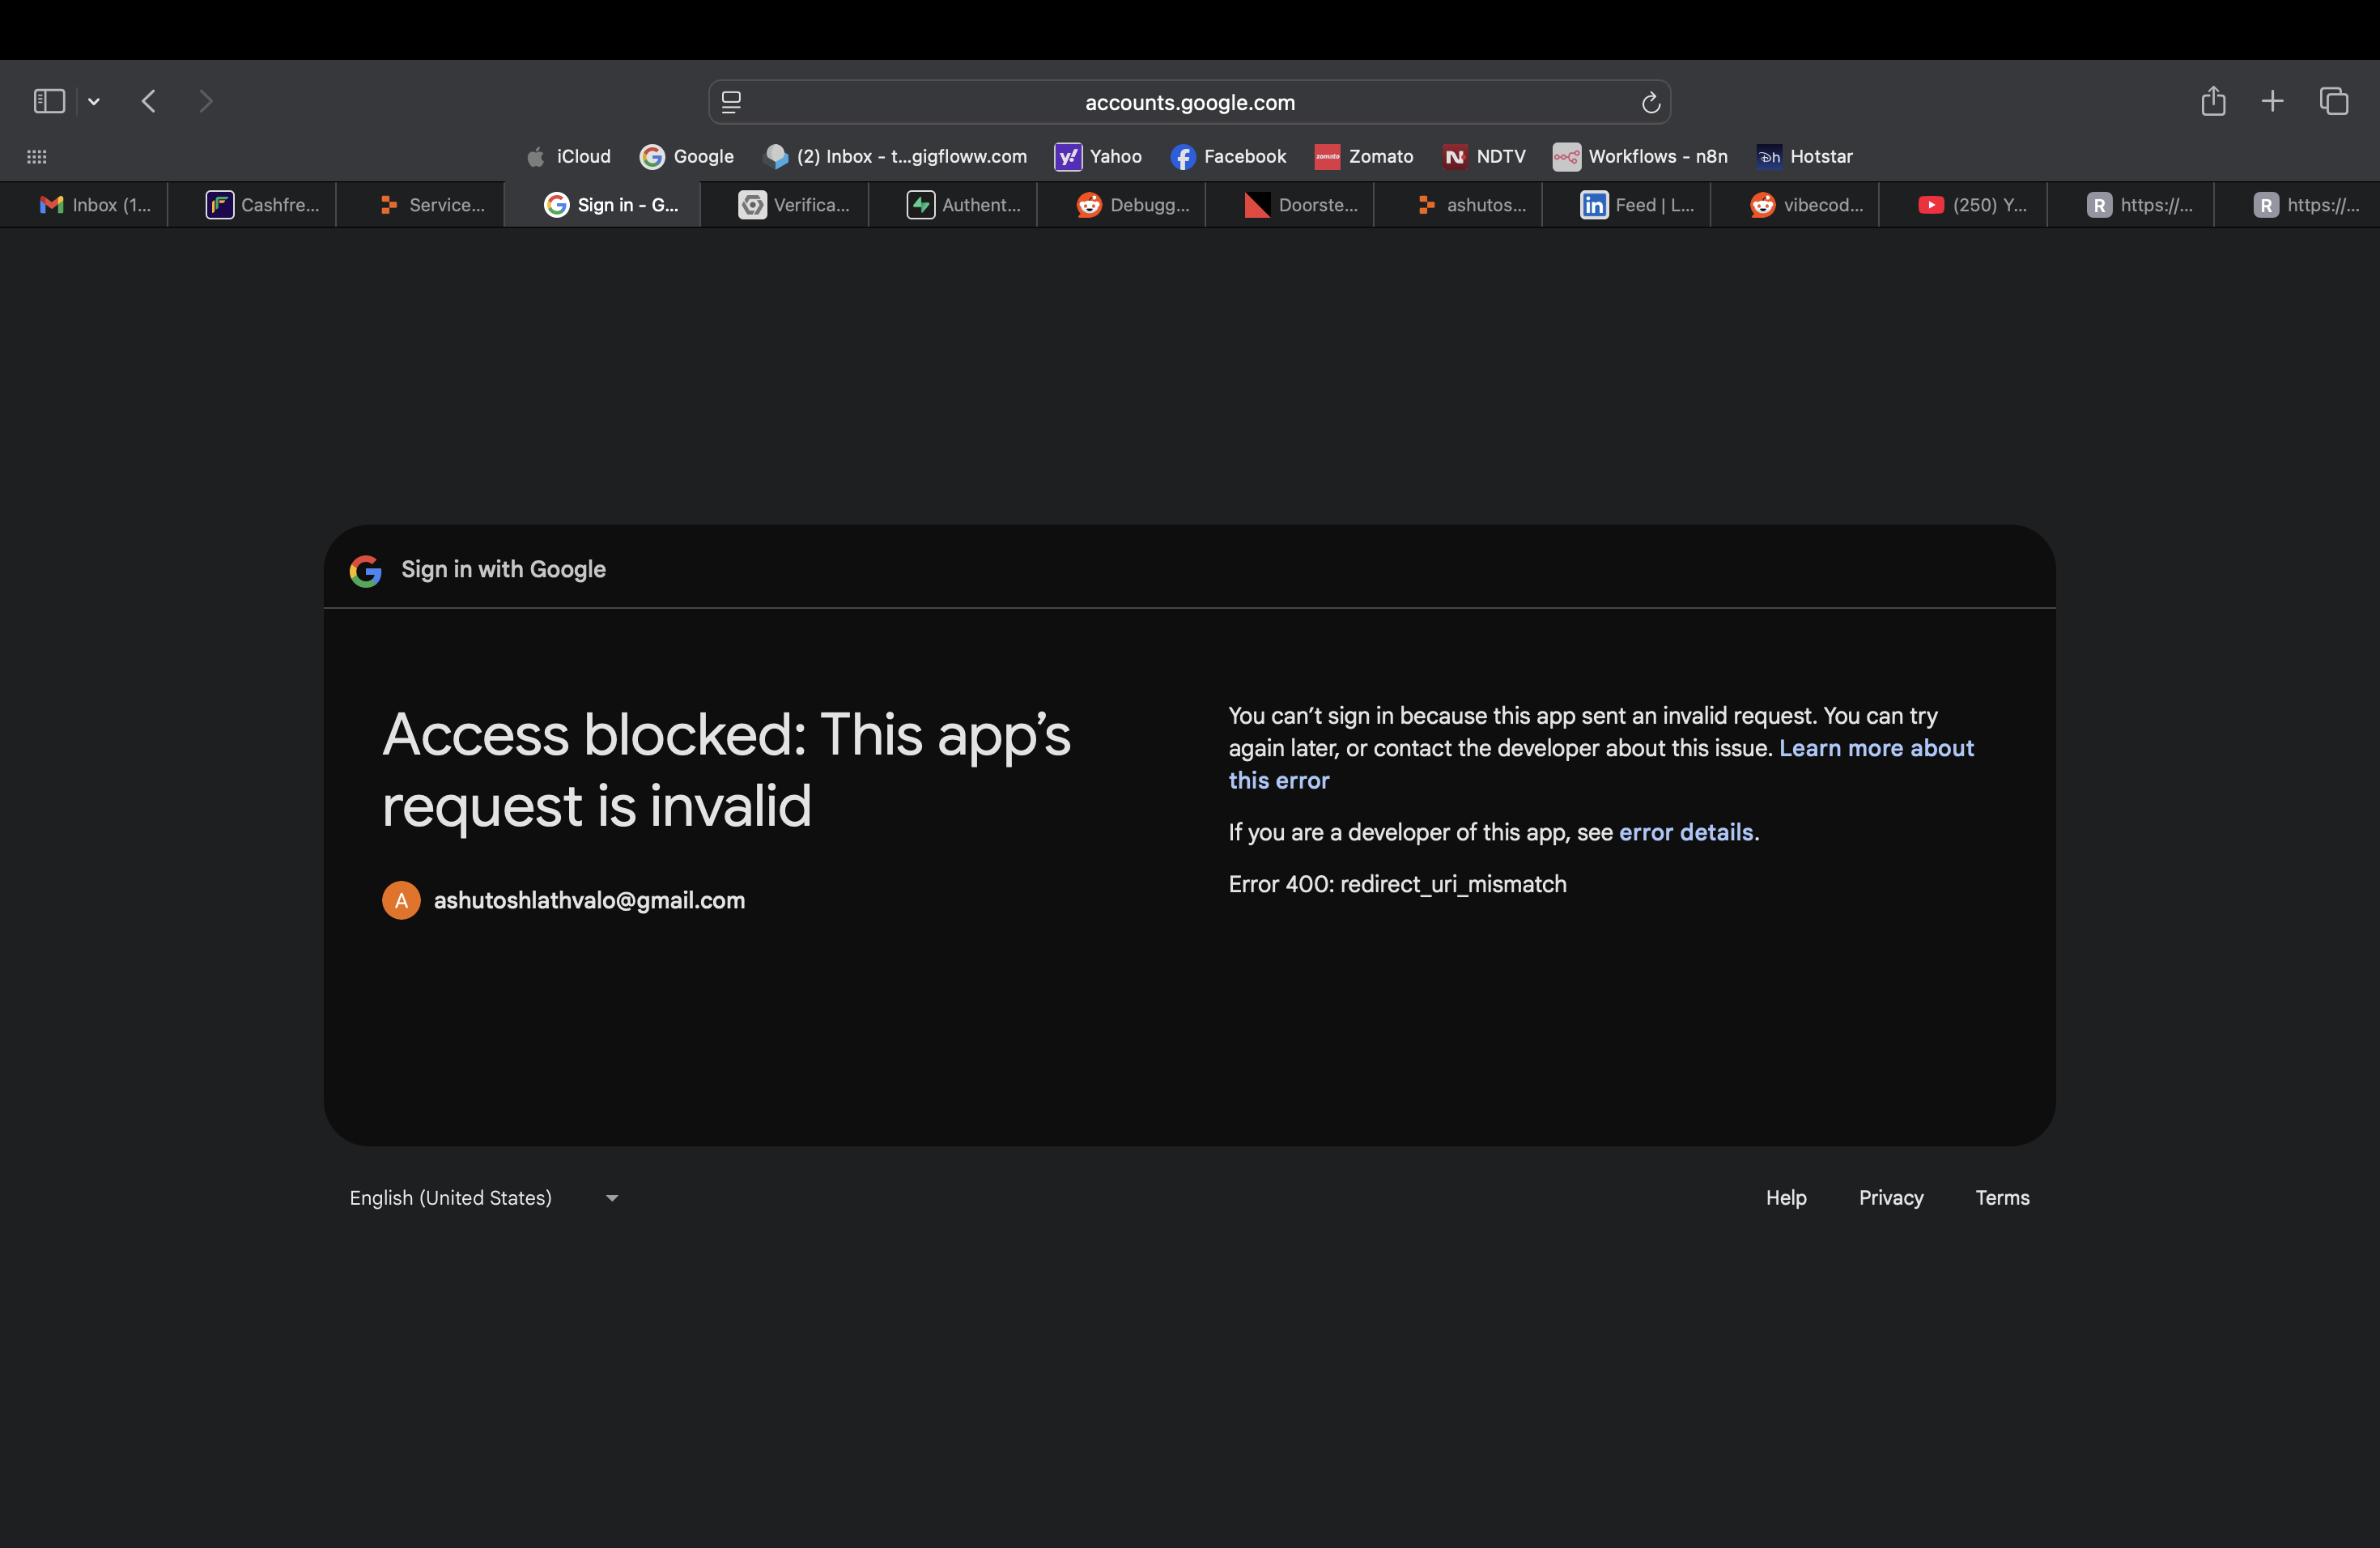 accounts.google.com
iCloud
Google
(2) Inbox - t...gigfloww.com
Yahoo
Facebook
zomato
Zomato
NDTV
Workflows - n8n
Hotstar
Inbox (1...
Cashfre...
Service...
Sign in - G...
Verifica...
Authent...
Debugg...
Doorste...
ashutos...
Feed | L...
vibecod...
(250) Y...
R
https://...
R
https://...
Sign in with Google
Access blocked: This app’s
request is invalid
A
ashutoshlathvalo@gmail.com
You can’t sign in because this app sent an invalid request. You can try
again later, or contact the developer about this issue. Learn more about
this error
If you are a developer of this app, see error details.
Error 400: redirect_uri_mismatch
English (United States)
Help
Privacy
Terms